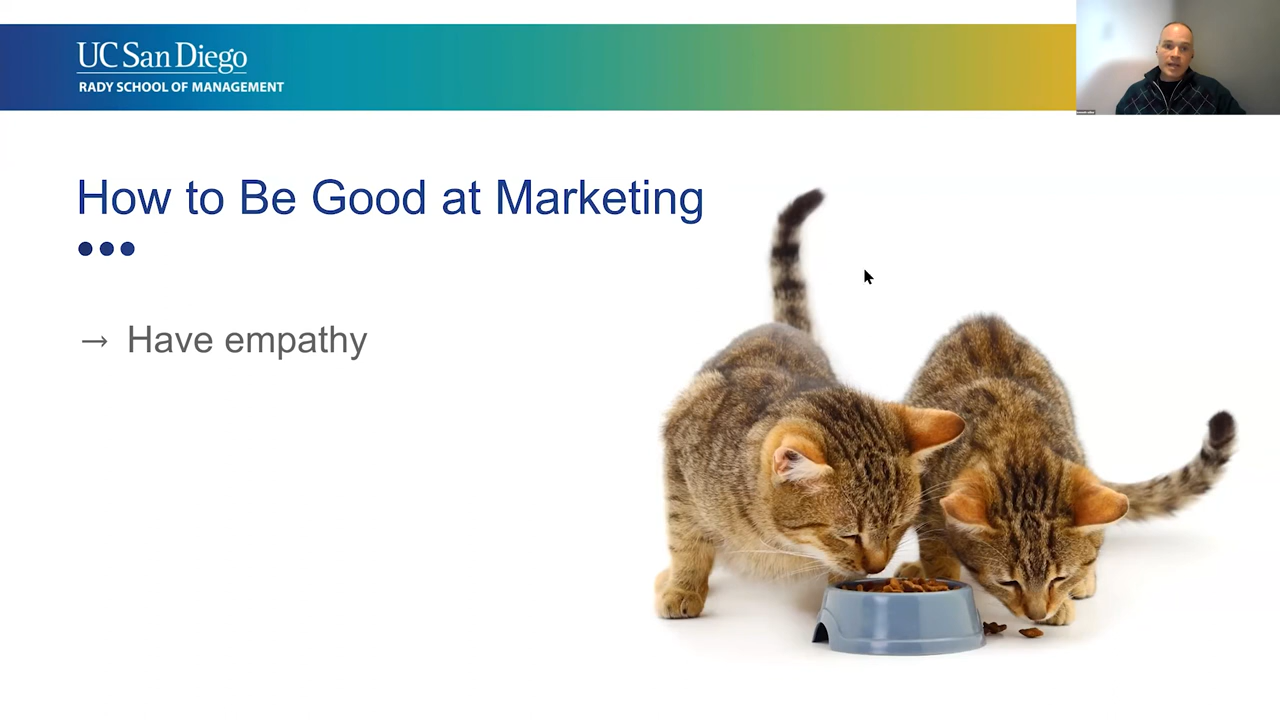 UC San Diego
RADY SCHOOL OF MANAGEMENT
How to Be Good at Marketing
→ Have empathy